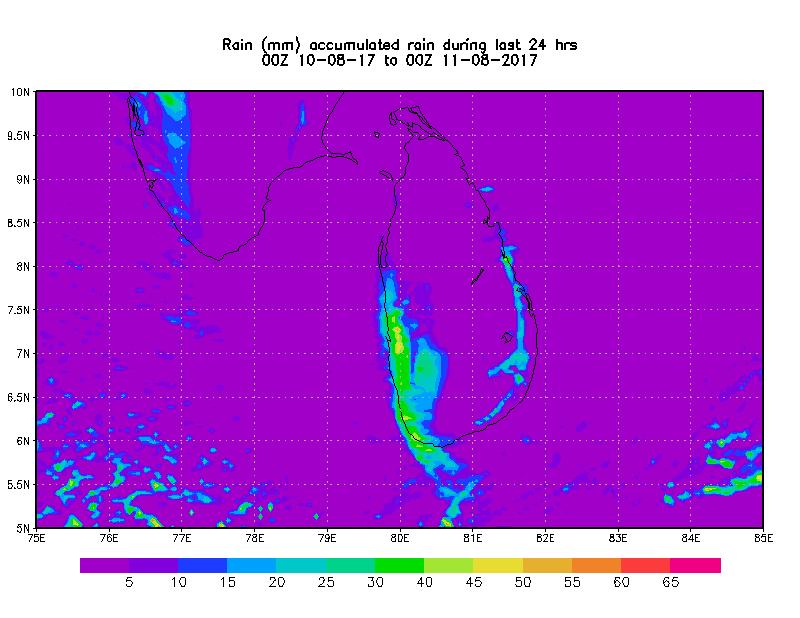 Rain (mm) accumulated rain during last 24 hrs
00Z 10-08-17 to 00Z 11-08-2017
10N
9.5N
9N
8.5N
8N
7.5N
7N
6.5N
6N
5.5N
5N
75E 76E 77E 78E 79E 80E 81E 82E 83E 84E 85E
5 10 15 20 25 30 40 45 50 55 60 65